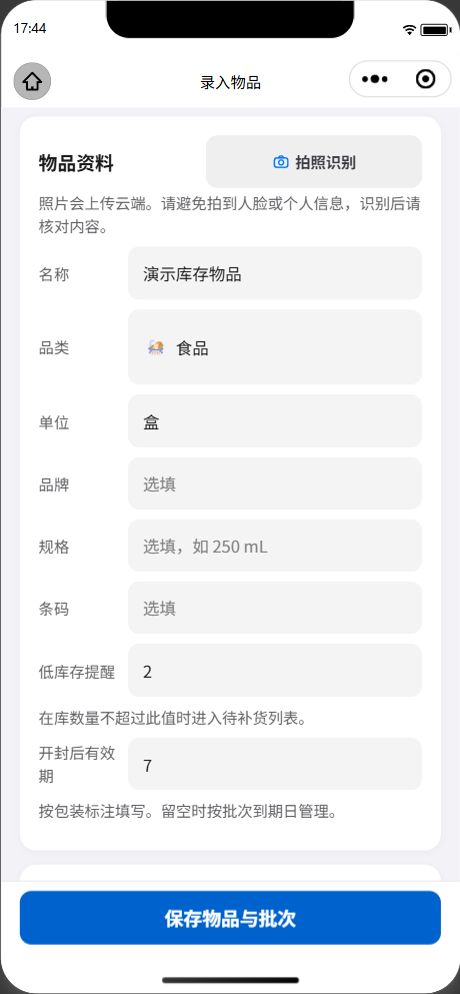 17:44
录入物品
物品资料
拍照识别
照片会上传云端。请避免拍到人脸或个人信息，识别后请
核对内容。
名称
演示库存物品
品类
食品
单位
盒
品牌
选填
规格
选填，如 250 mL
条码
选填
低库存提醒
2
在库数量不超过此值时进入待补货列表。
开封后有效
期
7
按包装标注填写。留空时按批次到期日管理。
保存物品与批次